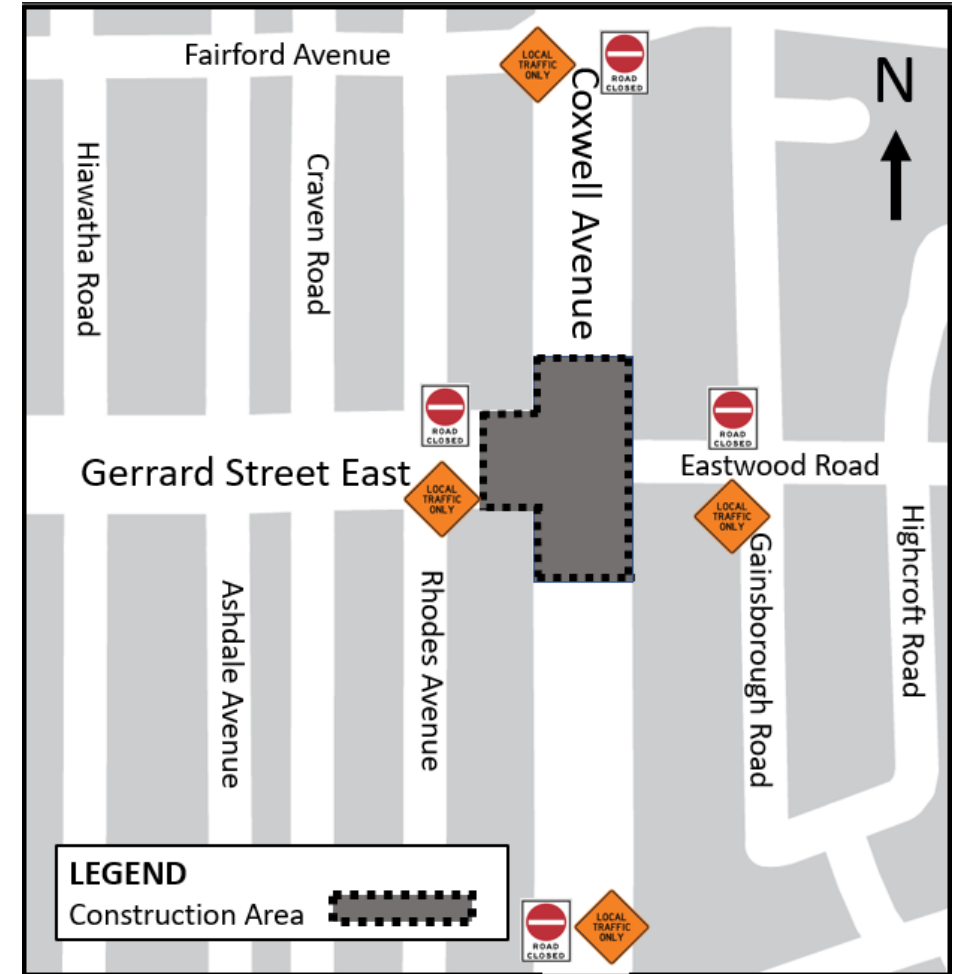 Fairford Avenue
LOCAL
TRAFFIC
ONLY
ROAD
CLOSED
N
Coxwell Avenue
Hiawatha Road
Craven Road
ROAD
CLOSED
ROAD
CLOSED
Gerrard Street East
LOCAL
TRAFFIC
ONLY
Eastwood Road
LOCAL
TRAFFIC
ONLY
Ashdale Avenue
Rhodes Avenue
Gainsborough Road
Highcroft Road
LEGEND
Construction Area
ROAD
CLOSED
LOCAL
TRAFFIC
ONLY